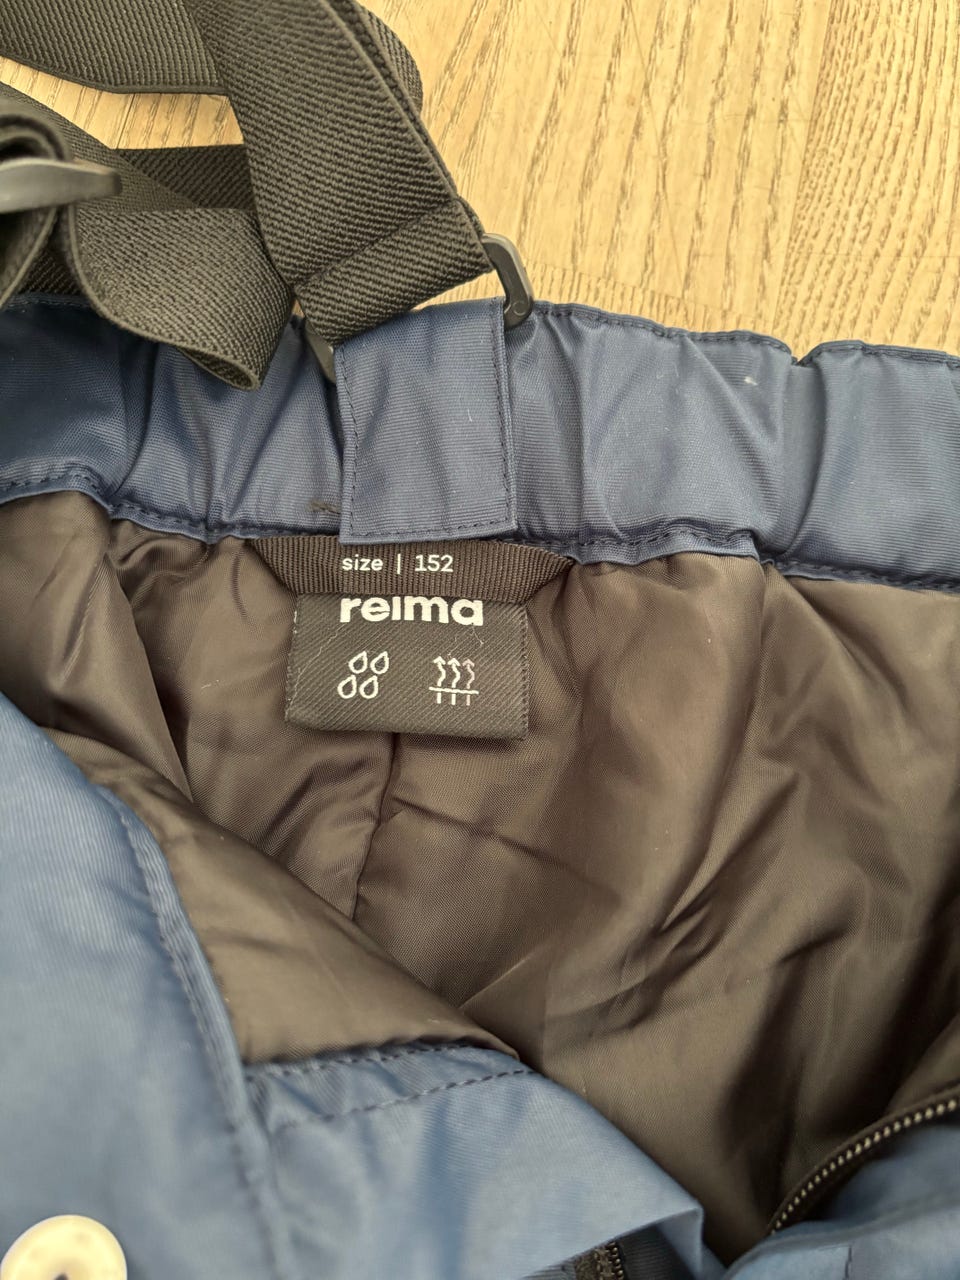 size | 152
reima